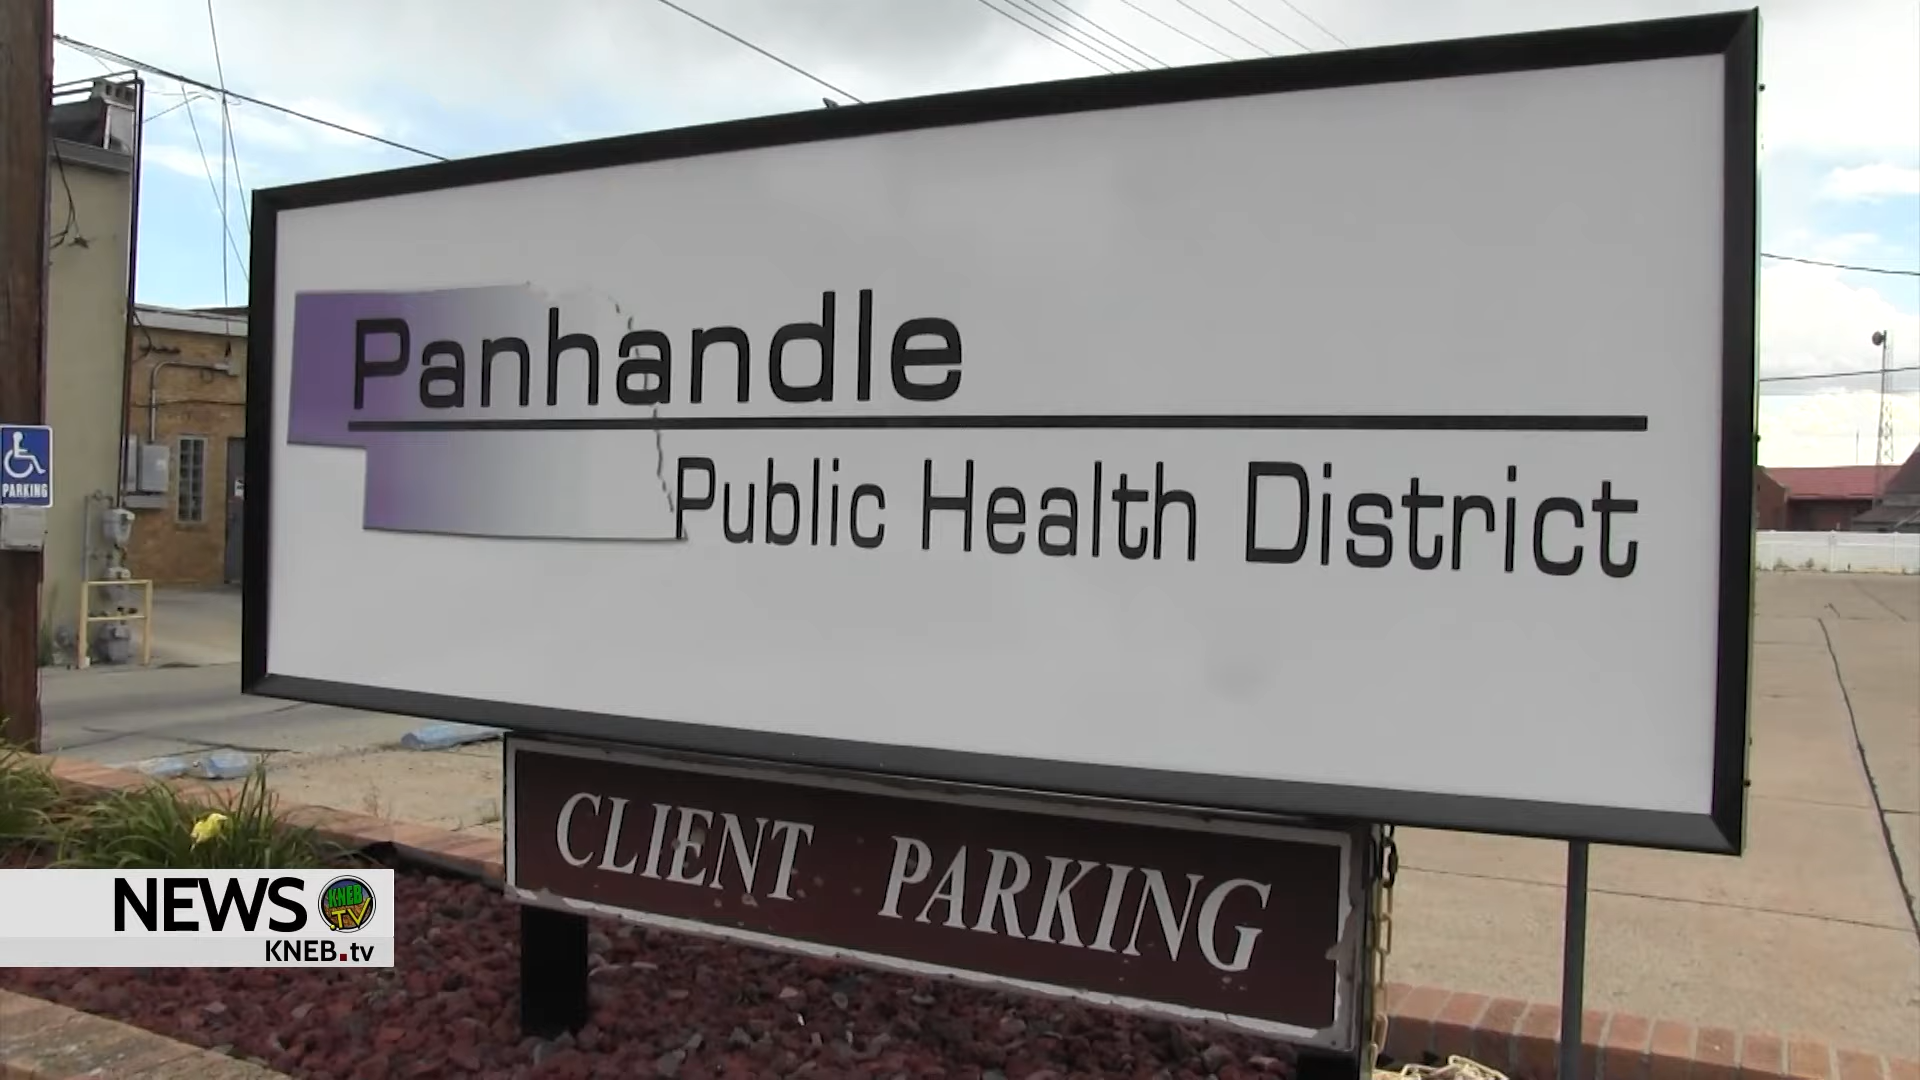 Panhandle
Public Health District
CLIENT PARKING
PARKING
NEWS
KNEB
.TV
KNEB.tv